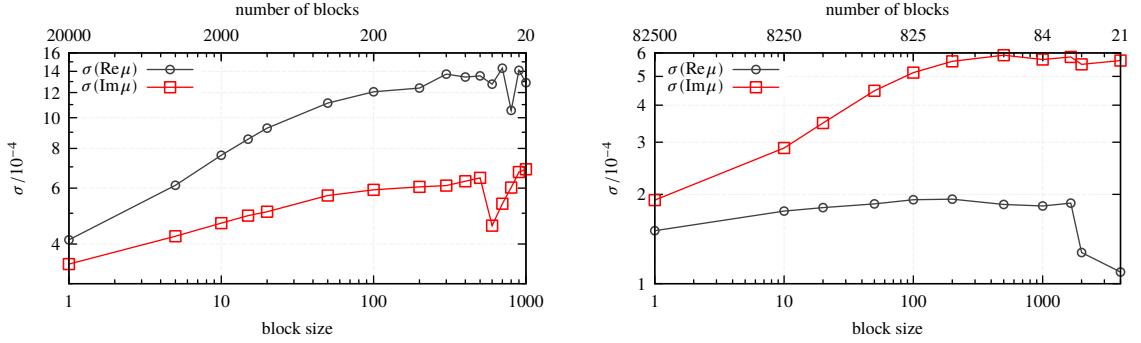 number of blocks
20000 2000 200 20
σ(Re μ)
σ(Im μ)
σ/10⁻⁴
16
14
12
10
8
6
4
1 10 100 1000
block size
number of blocks
82500 8250 825 84 21
σ(Re μ)
σ(Im μ)
σ/10⁻⁴
6
5
4
3
2
1
1 10 100 1000
block size